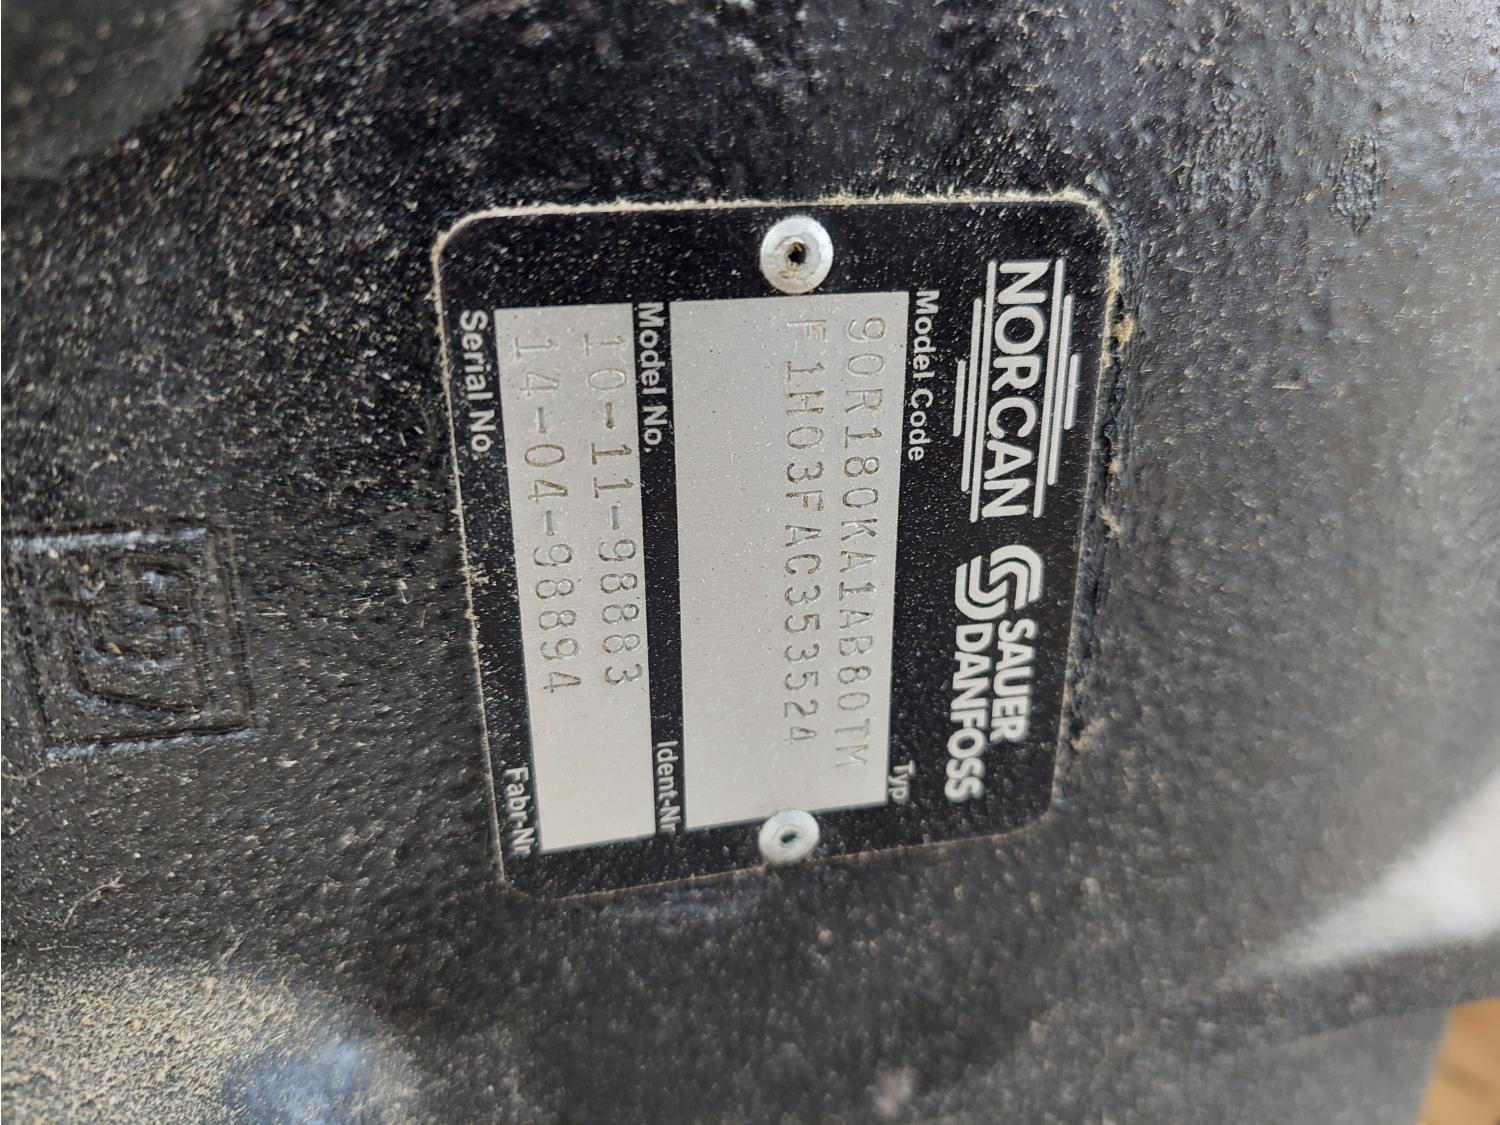 NORCAN SAUER
DANFOSS
Model Code Typ
90R180KA1AB80TM
F1H03FAC353524
Model No. Ident-Nr
10-11-9883
14-04-98894
Serial No. Fabr-Nr